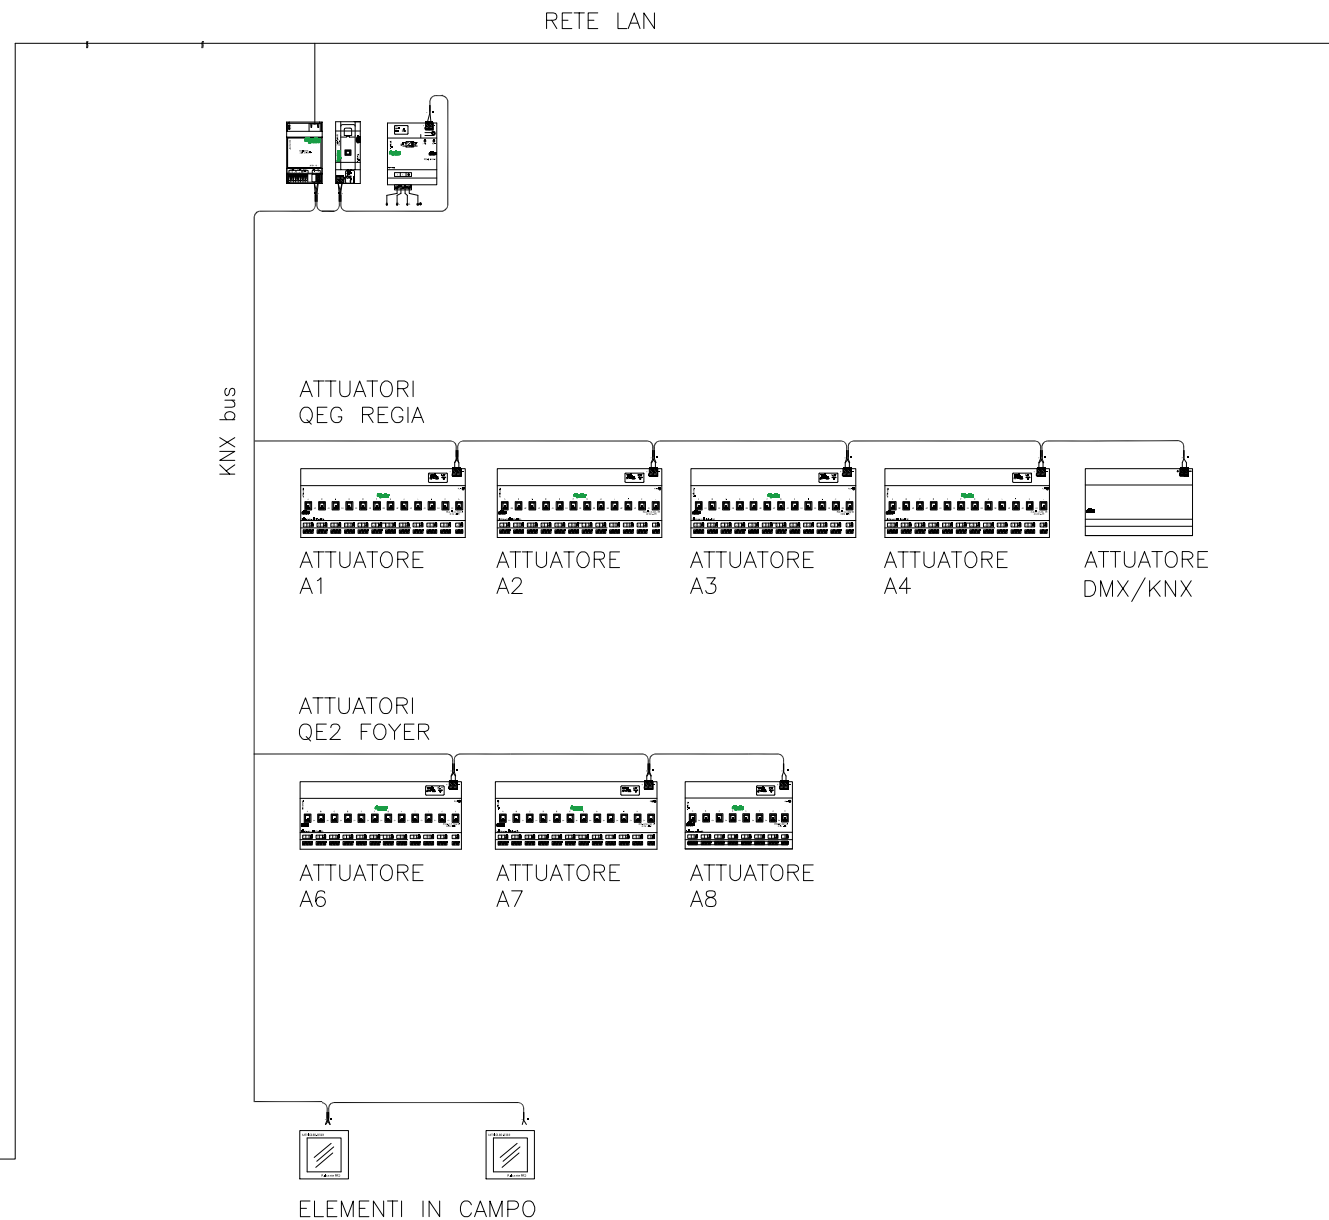 RETE LAN
KNX bus
ATTUATORI
QEG REGIA
ATTUATORE
A1
ATTUATORE
A2
ATTUATORE
A3
ATTUATORE
A4
ATTUATORE
DMX/KNX
ATTUATORI
QE2 FOYER
ATTUATORE
A6
ATTUATORE
A7
ATTUATORE
A8
ELEMENTI IN CAMPO